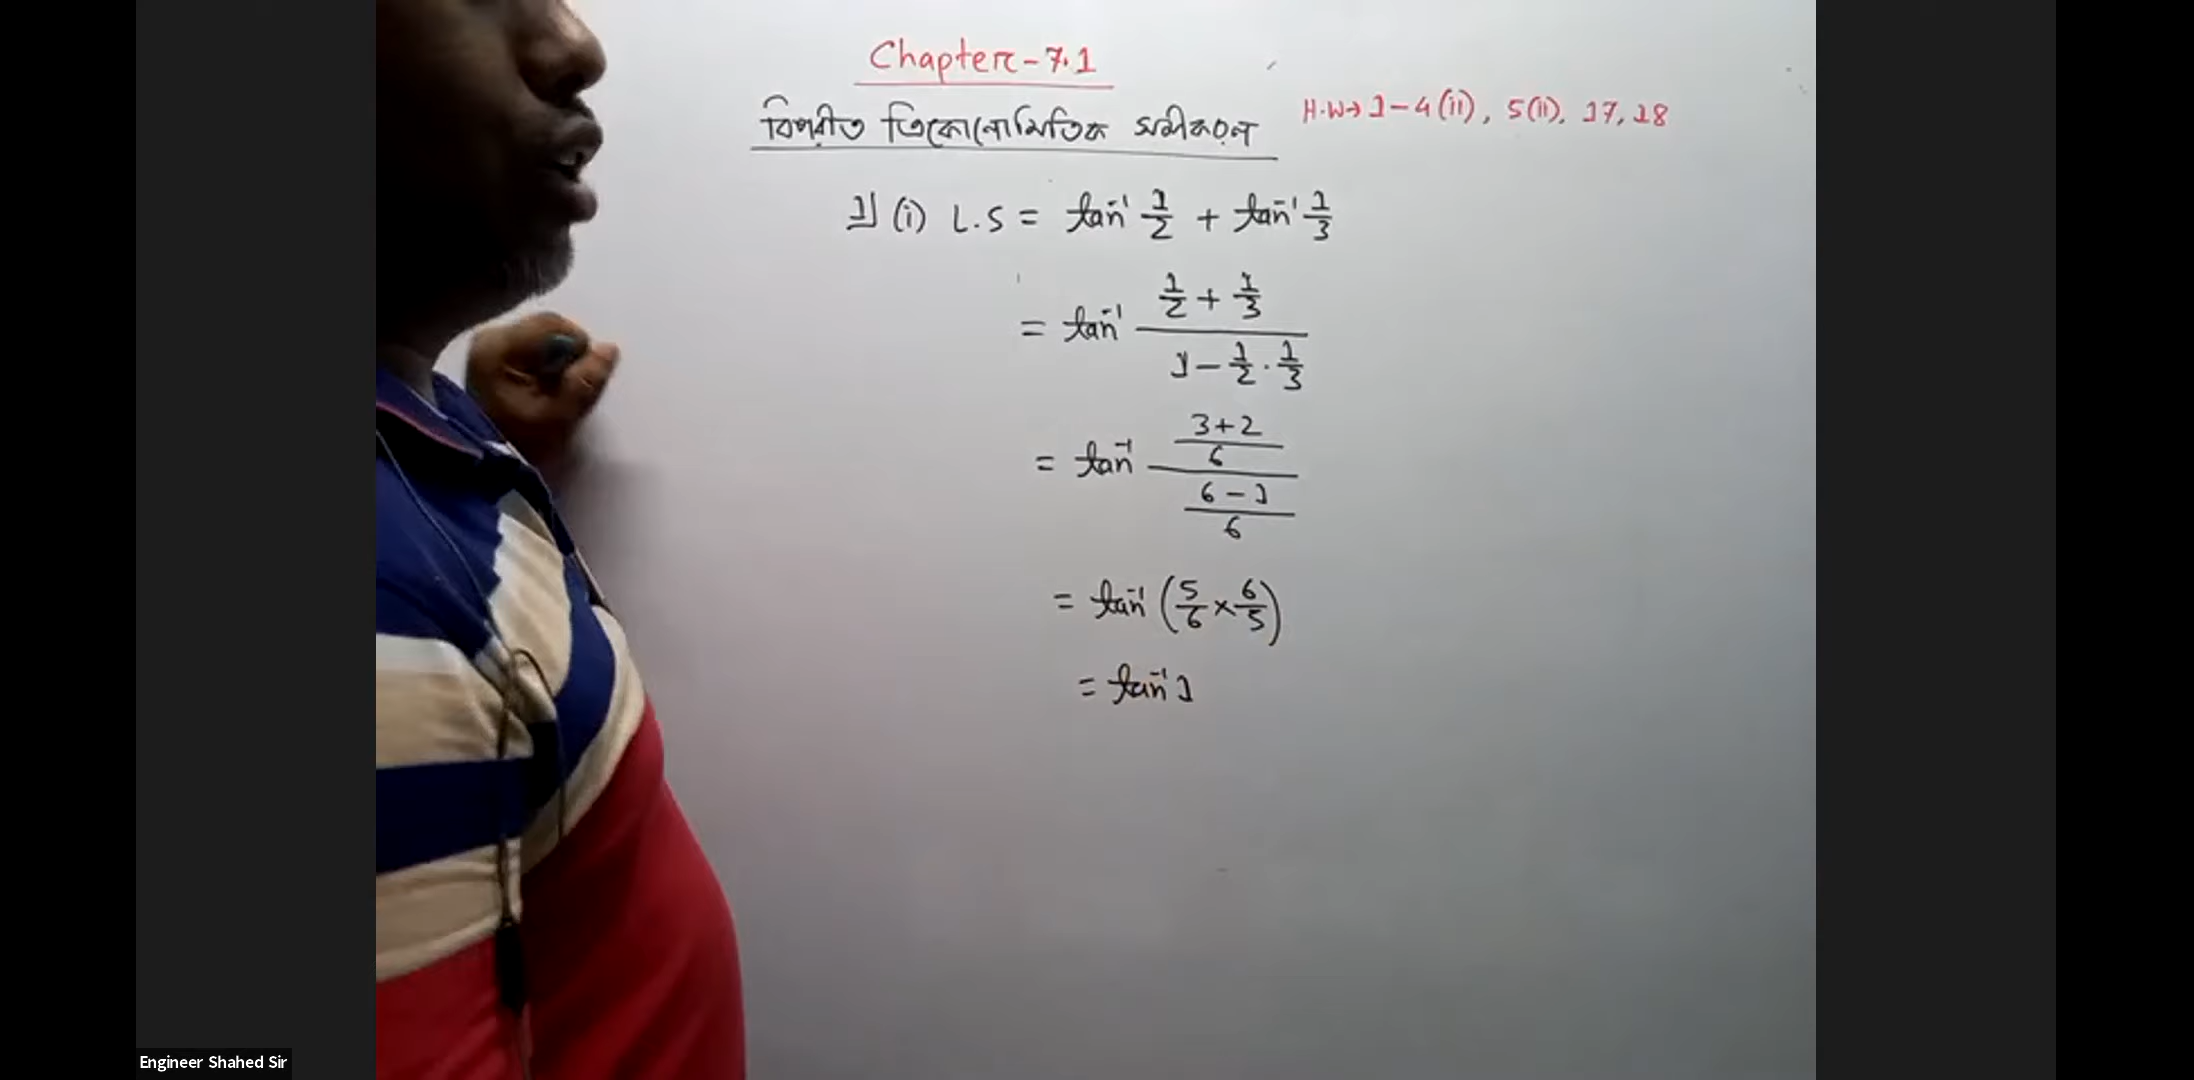 Chapter-7.1
বিপরীত ত্রিকোনোমিতিক সমীকরণ
H.W→ 1-4(ii), 5(ii), 17, 18
1| (i) L.S = tan⁻¹ 1/2 + tan⁻¹ 1/3
= tan⁻¹ (1/2 + 1/3)/(1 - 1/2 · 1/3)
= tan⁻¹ ((3+2)/6)/((6-1)/6)
= tan⁻¹ (5/6 × 6/5)
= tan⁻¹ 1
Engineer Shahed Sir